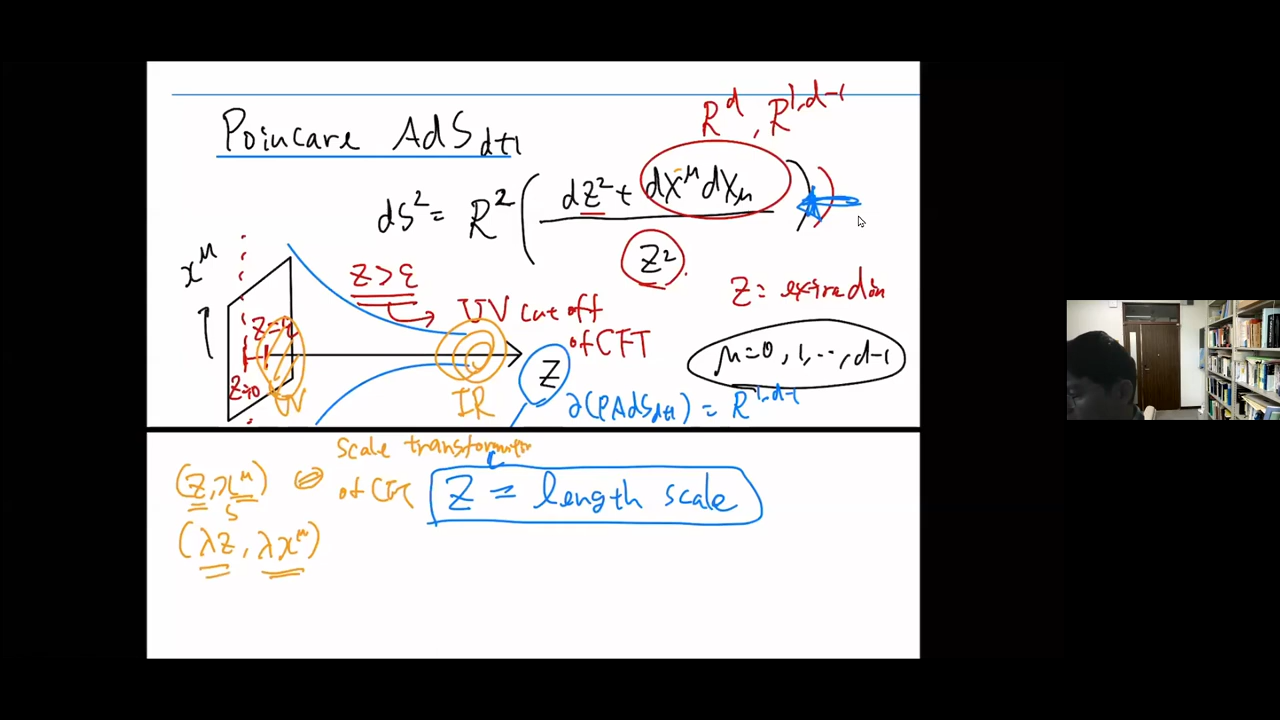 Poincare AdS_{d+1}
R^d, R^{1,d-1}
ds² = R² ( (dz² + dx^μ dx_μ) / z² )
x^μ
z > ε
UV cut off
of CFT
z = extra dim
z=ε
z→0
UV
IR
z
μ=0, 1, ..., d-1
∂(PAdS_{d+1}) = R^{1,d-1}
scale transformation
of CFT
(z, x^μ)
(λz, λx^μ)
z = length scale